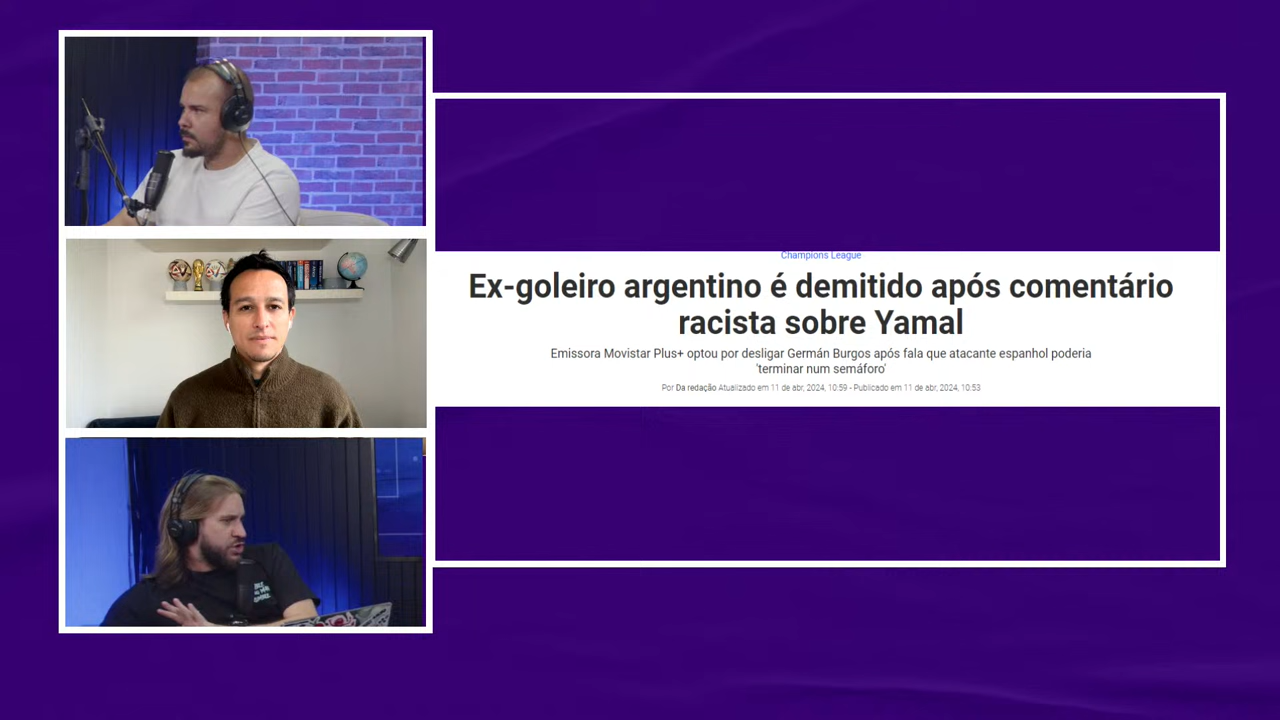 Champions League
Ex-goleiro argentino é demitido após comentário
racista sobre Yamal
Emissora Movistar Plus+ optou por desligar Germán Burgos após fala que atacante espanhol poderia
'terminar num semáforo'
Por Da redação Atualizado em 11 de abr, 2024, 10:59 - Publicado em 11 de abr, 2024, 10:53